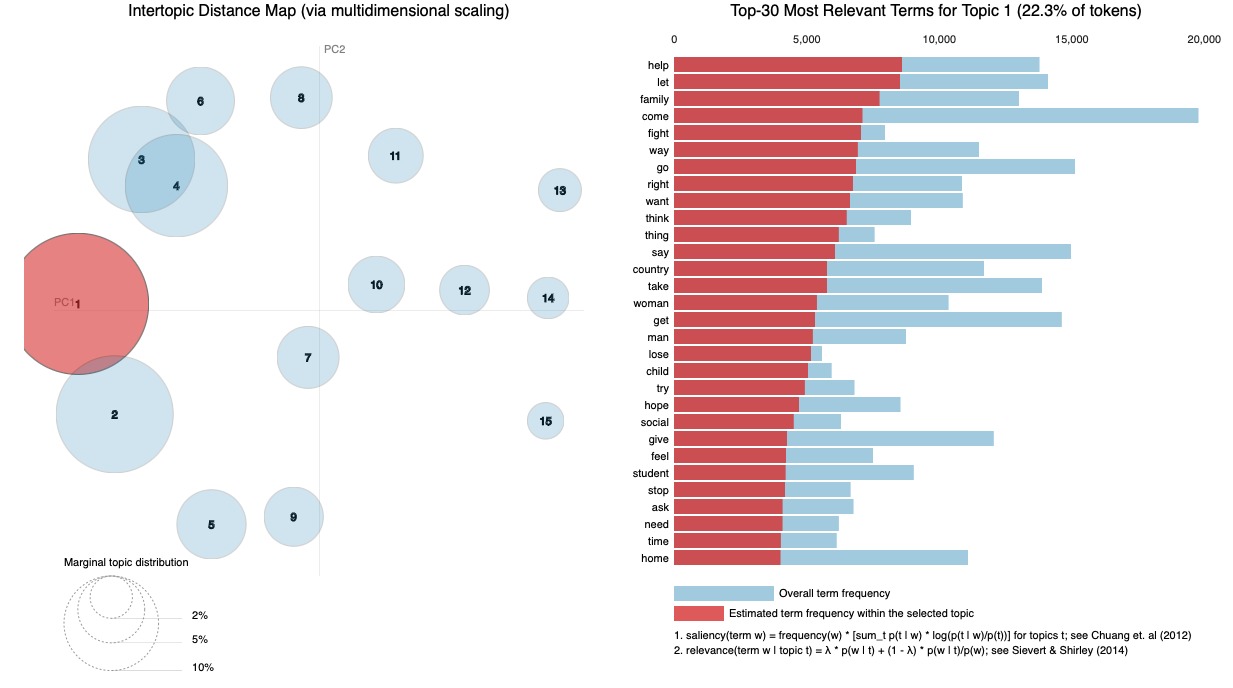 Intertopic Distance Map (via multidimensional scaling)
PC2
6
8
3
11
4
13
10
12
14
PC1
1
7
2
15
5
9
Marginal topic distribution
2%
5%
10%
Top-30 Most Relevant Terms for Topic 1 (22.3% of tokens)
0 5,000 10,000 15,000 20,000
help
let
family
come
fight
way
go
right
want
think
thing
say
country
take
woman
get
man
lose
child
try
hope
social
give
feel
student
stop
ask
need
time
home
Overall term frequency
Estimated term frequency within the selected topic
1. saliency(term w) = frequency(w) * [sum_t p(t | w) * log(p(t | w)/p(t))] for topics t; see Chuang et. al (2012)
2. relevance(term w | topic t) = λ * p(w | t) + (1 - λ) * p(w | t)/p(w); see Sievert & Shirley (2014)